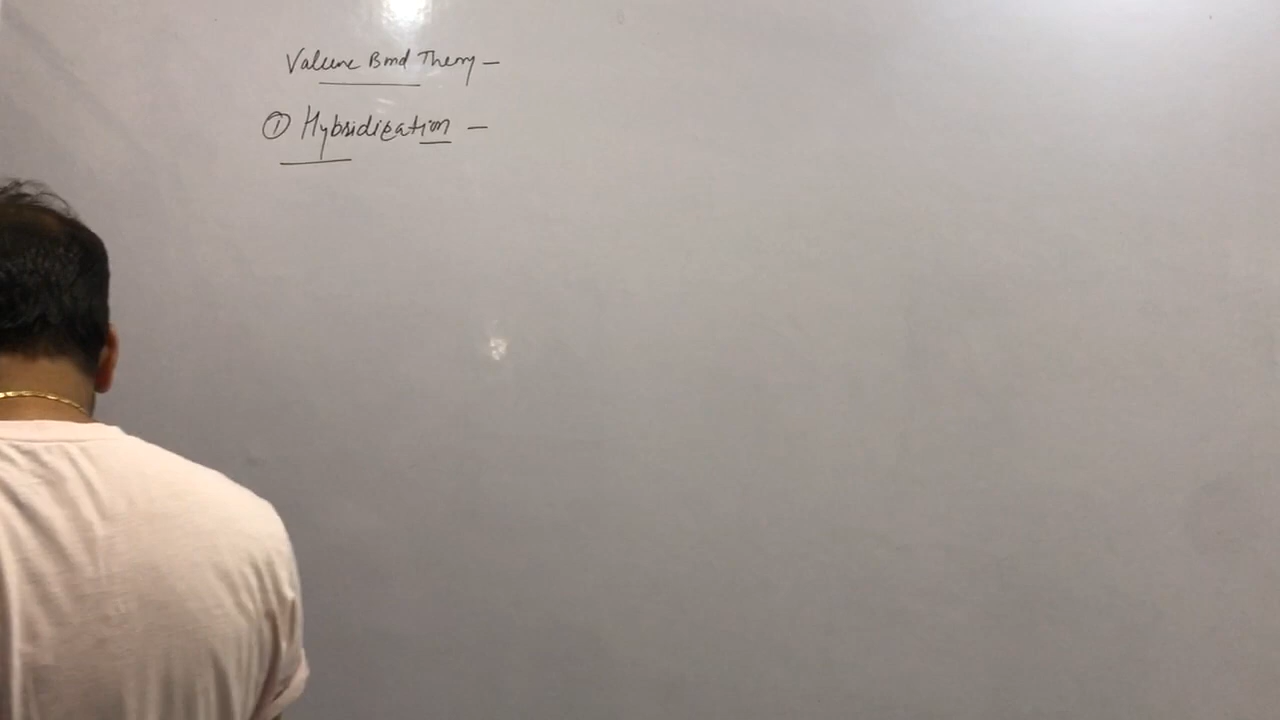 Valence Bond Theory –
① Hybridization –